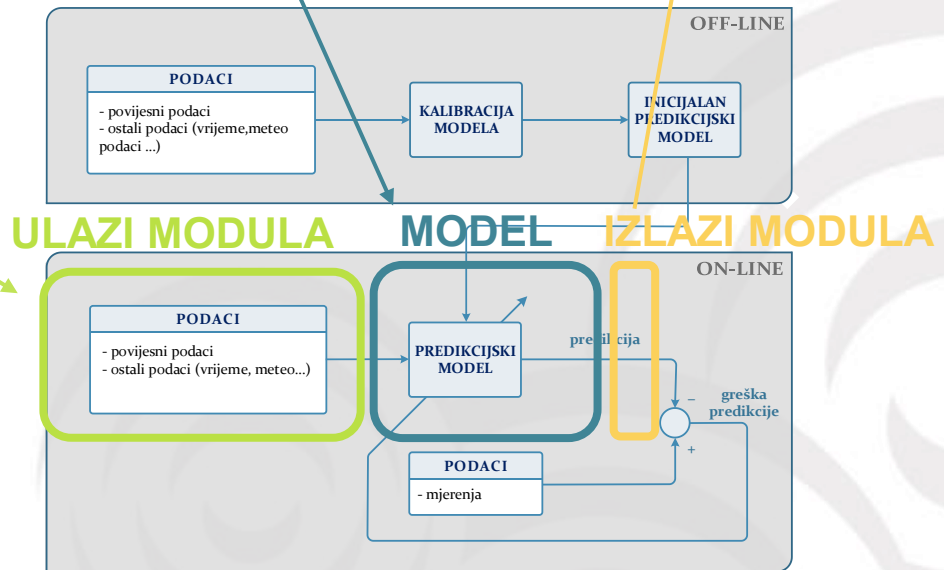 OFF-LINE
PODACI
- povijesni podaci
- ostali podaci (vrijeme,meteo
podaci ...)
KALIBRACIJA
MODELA
INICIJALAN
PREDIKCIJSKI
MODEL
ULAZI MODULA
MODEL
IZLAZI MODULA
ON-LINE
PODACI
- povijesni podaci
- ostali podaci (vrijeme, meteo...)
PREDIKCIJSKI
MODEL
predikcija
−
greška
predikcije
+
PODACI
- mjerenja